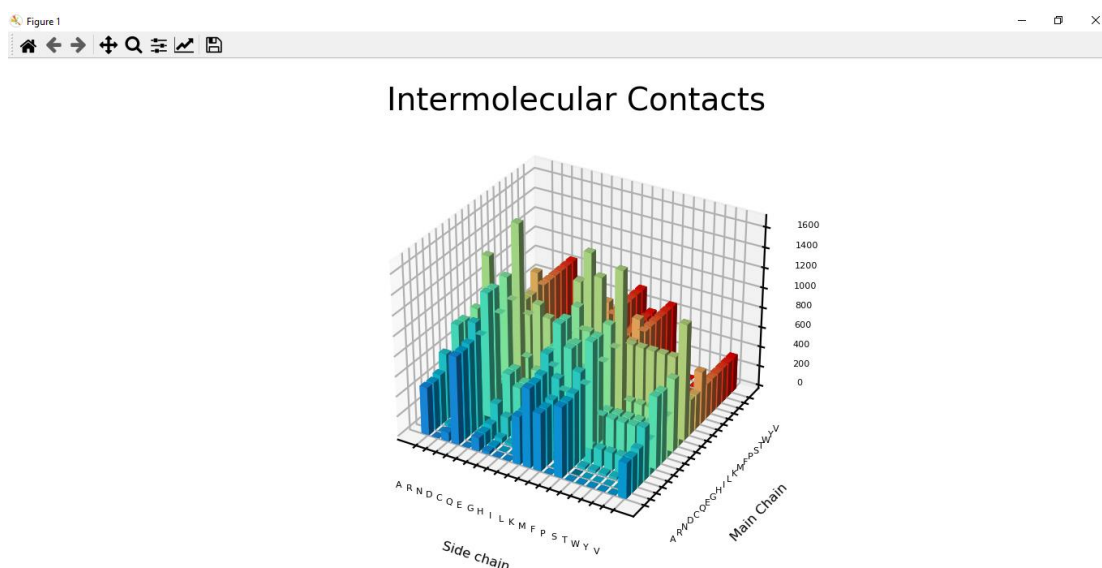 Figure 1
Intermolecular Contacts
1600
1400
1200
1000
800
600
400
200
0
A R N D C Q E G H I L K M F P S T W Y V
Side chain
A R N D C Q E G H I L K M F P S T W Y V
Main Chain